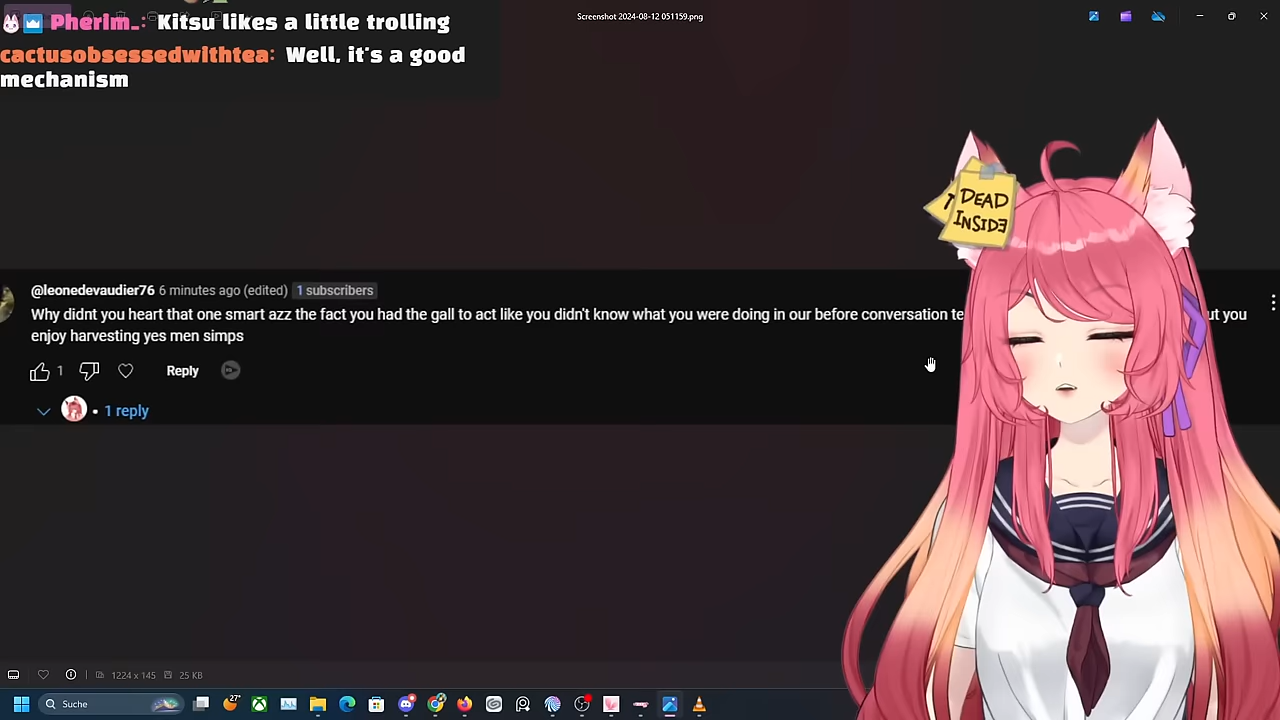 Pherim_: Kitsu likes a little trolling
Screenshot 2024-08-12 051159.png
cactusobsessedwithtea: Well, it's a good
mechanism
DEAD
INSIDE
@leonedevaudier76 6 minutes ago (edited) 1 subscribers
Why didnt you heart that one smart azz the fact you had the gall to act like you didn't know what you were doing in our before conversation te
ut you
enjoy harvesting yes men simps
1
Reply
• 1 reply
1224 x 145
25 KB
Suche
27°